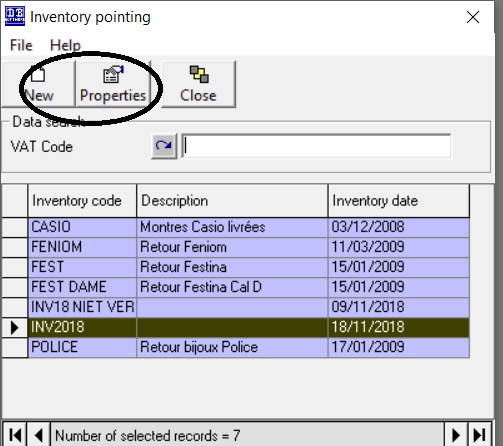 Inventory pointing
File Help
New Properties Close
Data search
VAT Code
Inventory code Description Inventory date
CASIO Montres Casio livrées 03/12/2008
FENIOM Retour Feniom 11/03/2009
FEST Retour Festina 15/01/2009
FEST DAME Retour Festina Cal D 15/01/2009
INV18 NIET VER 09/11/2018
INV2018 18/11/2018
POLICE Retour bijoux Police 17/01/2009
Number of selected records = 7